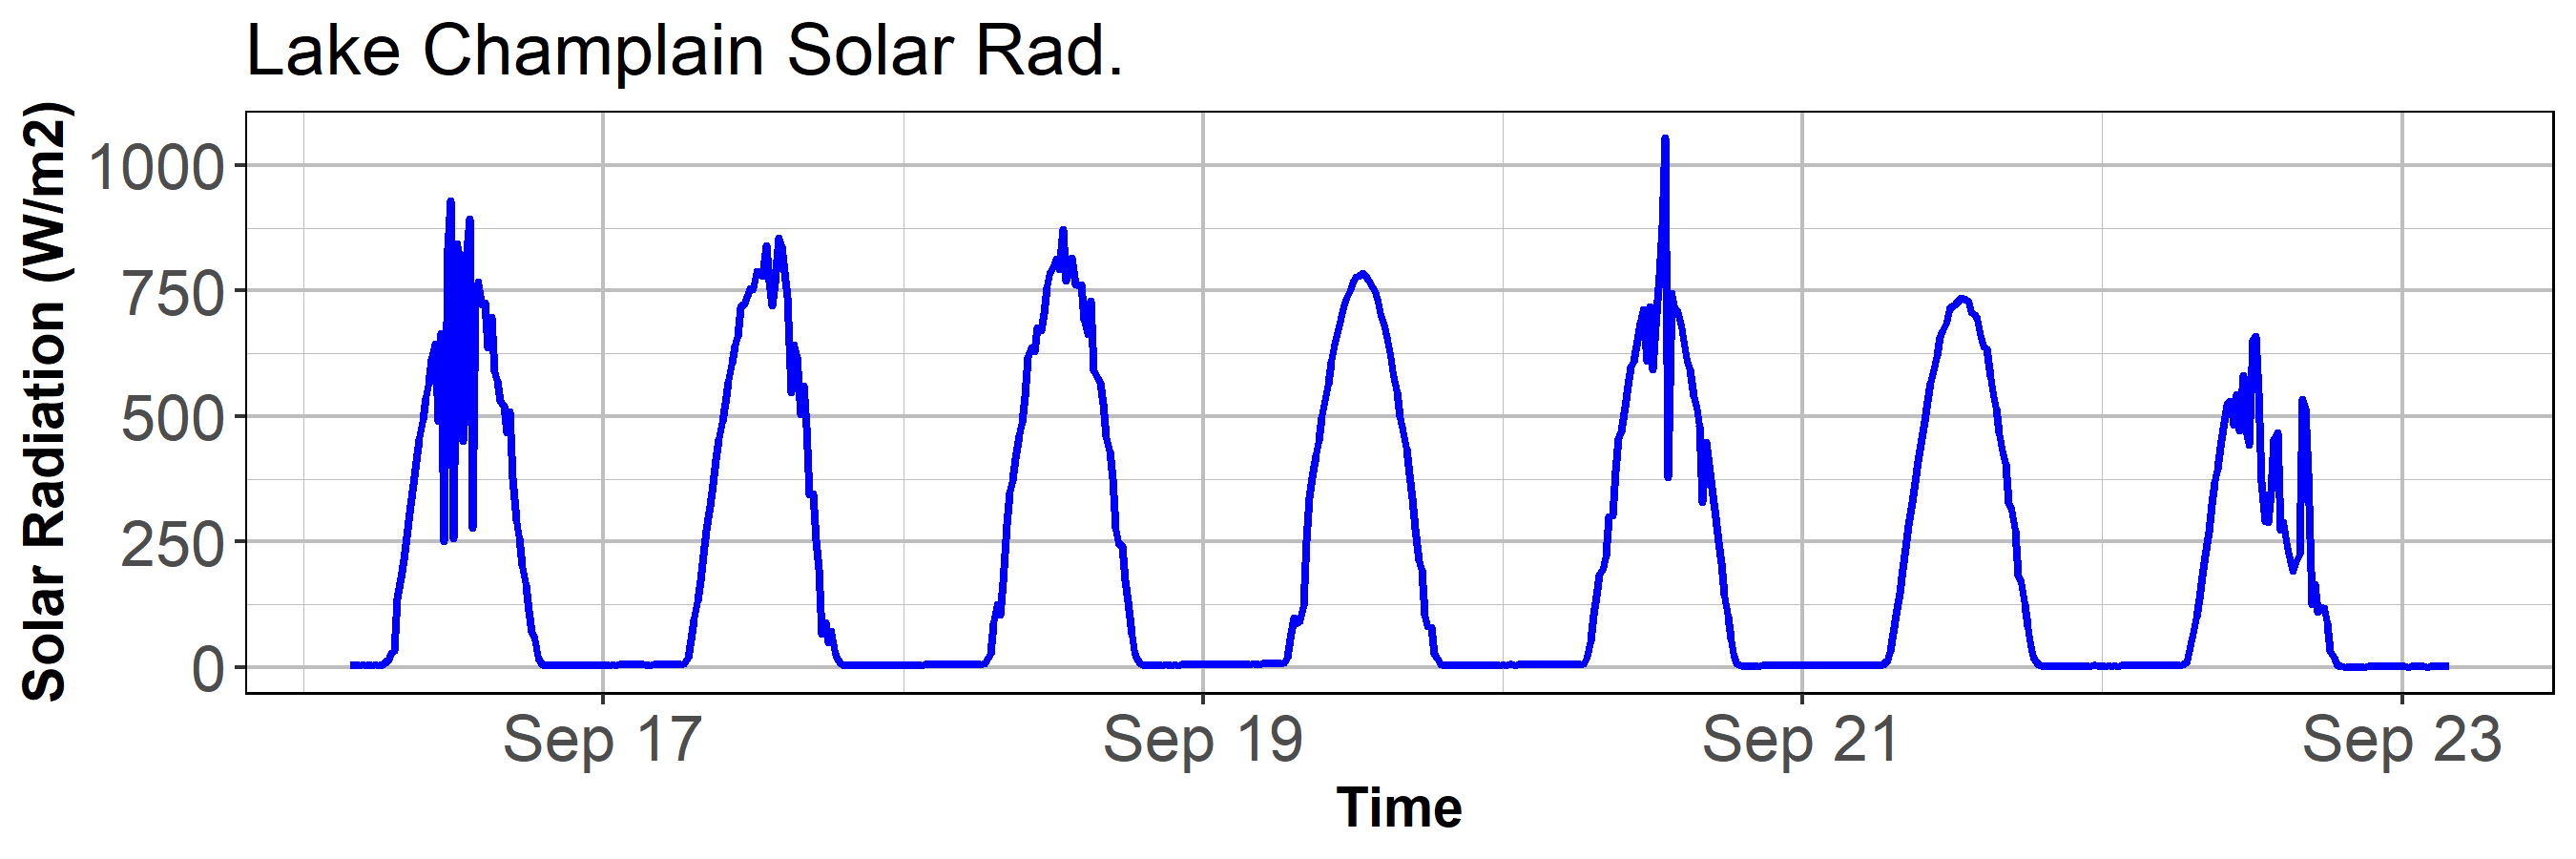 Lake Champlain Solar Rad.
Solar Radiation (W/m2)
1000
750
500
250
0
Sep 17
Sep 19
Sep 21
Sep 23
Time